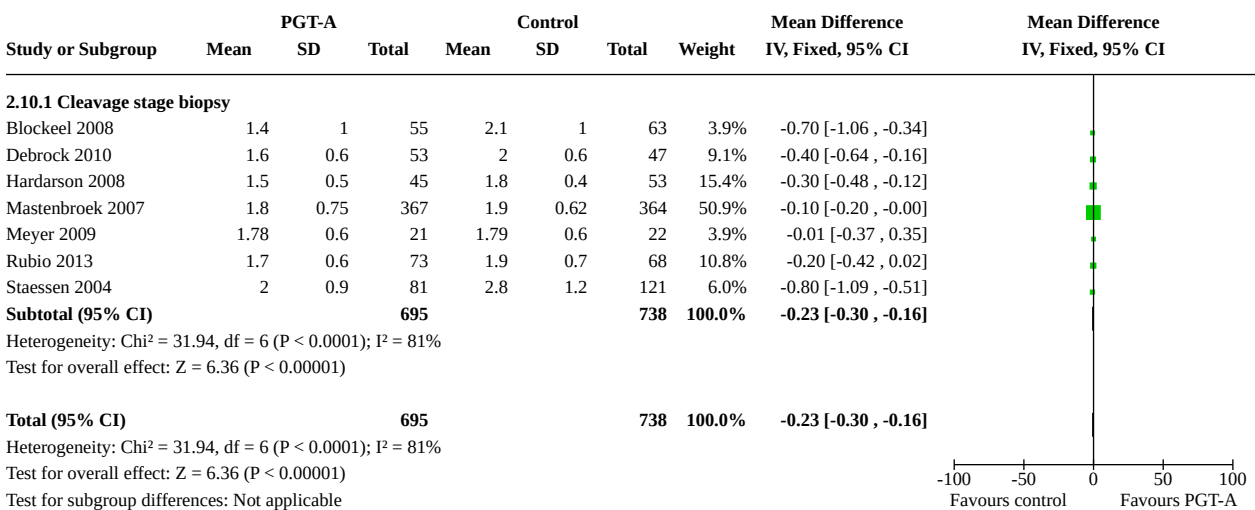 PGT-A Control Mean Difference Mean Difference
Study or Subgroup Mean SD Total Mean SD Total Weight IV, Fixed, 95% CI IV, Fixed, 95% CI
2.10.1 Cleavage stage biopsy
Blockeel 2008 1.4 1 55 2.1 1 63 3.9% -0.70 [-1.06 , -0.34]
Debrock 2010 1.6 0.6 53 2 0.6 47 9.1% -0.40 [-0.64 , -0.16]
Hardarson 2008 1.5 0.5 45 1.8 0.4 53 15.4% -0.30 [-0.48 , -0.12]
Mastenbroek 2007 1.8 0.75 367 1.9 0.62 364 50.9% -0.10 [-0.20 , -0.00]
Meyer 2009 1.78 0.6 21 1.79 0.6 22 3.9% -0.01 [-0.37 , 0.35]
Rubio 2013 1.7 0.6 73 1.9 0.7 68 10.8% -0.20 [-0.42 , 0.02]
Staessen 2004 2 0.9 81 2.8 1.2 121 6.0% -0.80 [-1.09 , -0.51]
Subtotal (95% CI) 695 738 100.0% -0.23 [-0.30 , -0.16]
Heterogeneity: Chi² = 31.94, df = 6 (P < 0.0001); I² = 81%
Test for overall effect: Z = 6.36 (P < 0.00001)
Total (95% CI) 695 738 100.0% -0.23 [-0.30 , -0.16]
Heterogeneity: Chi² = 31.94, df = 6 (P < 0.0001); I² = 81%
Test for overall effect: Z = 6.36 (P < 0.00001)
-100 -50 0 50 100
Test for subgroup differences: Not applicable Favours control Favours PGT-A